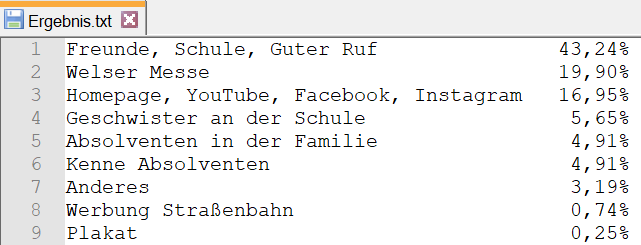 Ergebnis.txt
1 Freunde, Schule, Guter Ruf 43,24%
2 Welser Messe 19,90%
3 Homepage, YouTube, Facebook, Instagram 16,95%
4 Geschwister an der Schule 5,65%
5 Absolventen in der Familie 4,91%
6 Kenne Absolventen 4,91%
7 Anderes 3,19%
8 Werbung Straßenbahn 0,74%
9 Plakat 0,25%